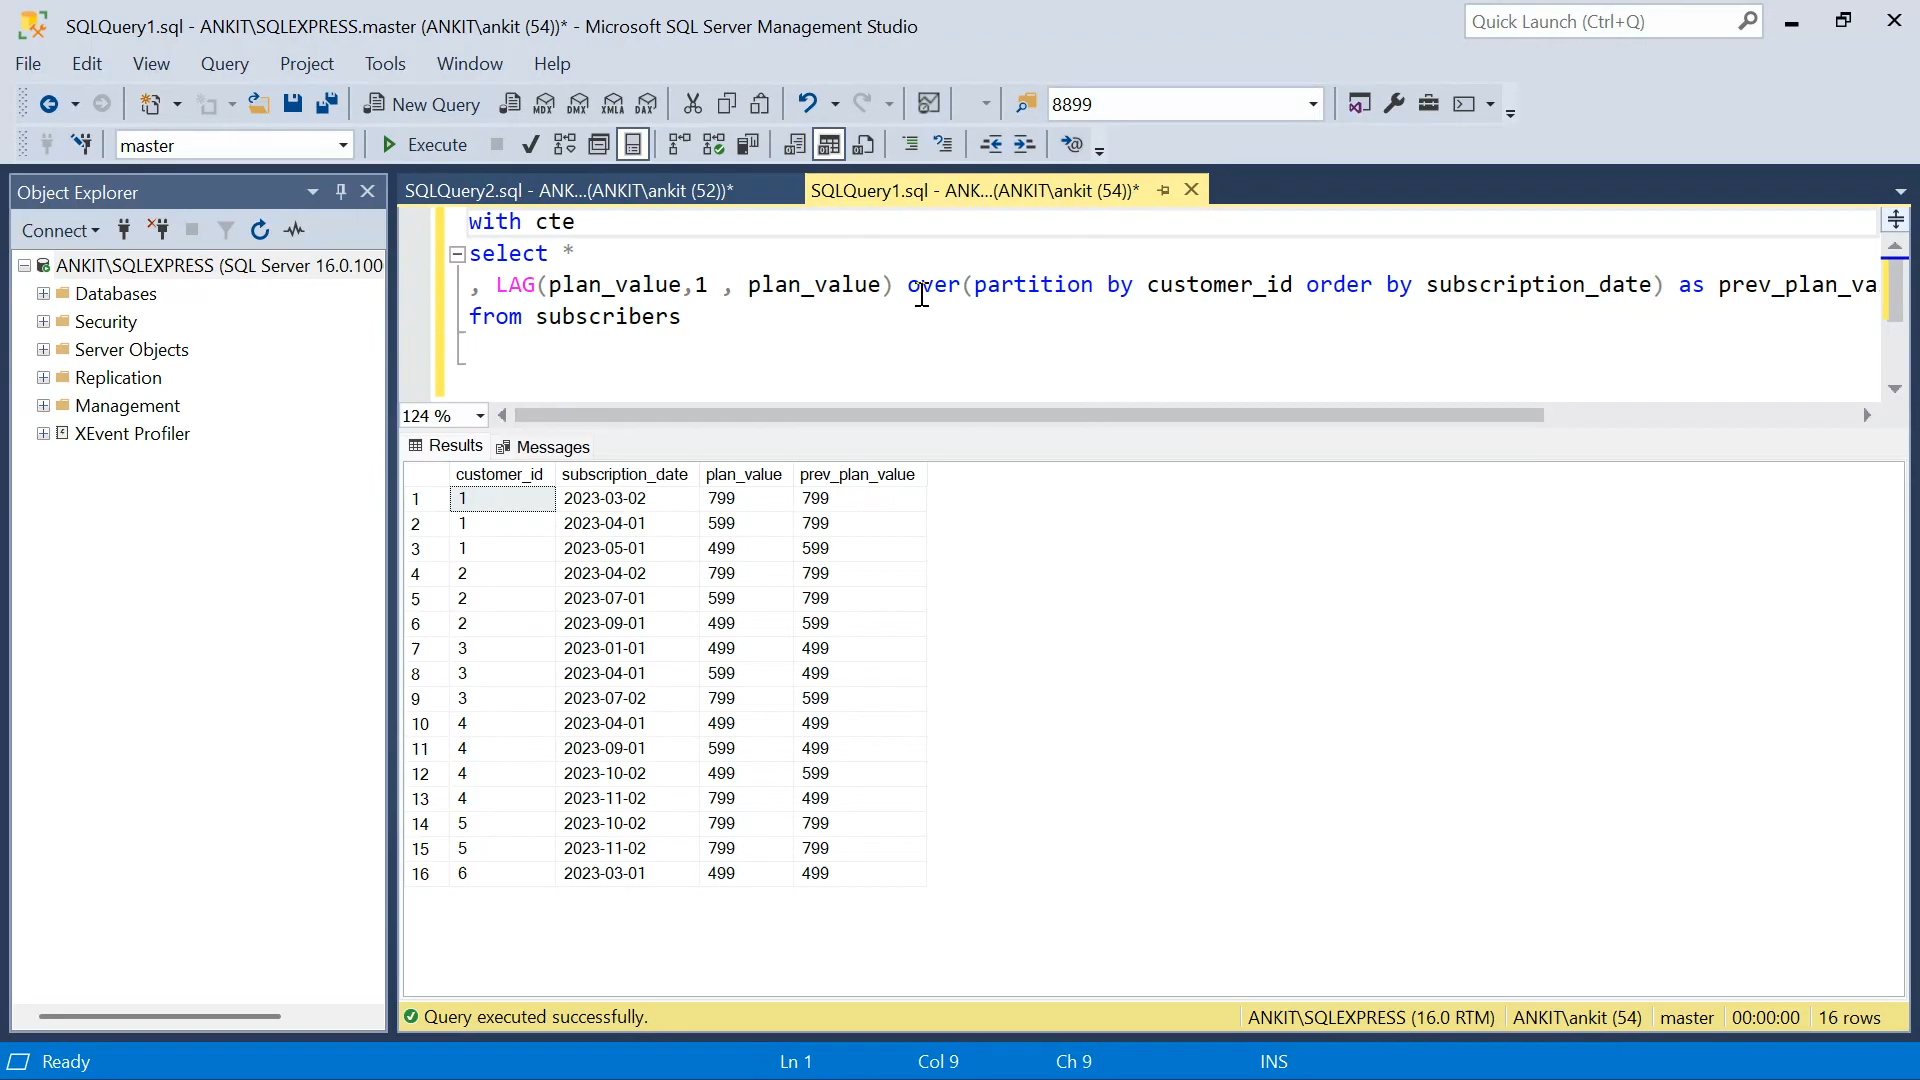 SQLQuery1.sql - ANKIT\SQLEXPRESS.master (ANKIT\ankit (54))* - Microsoft SQL Server Management Studio
Quick Launch (Ctrl+Q)
File Edit View Query Project Tools Window Help
New Query MDX DMX XMLA DAX 8899
master Execute
Object Explorer
SQLQuery2.sql - ANK...(ANKIT\ankit (52))*
SQLQuery1.sql - ANK...(ANKIT\ankit (54))*
Connect
ANKIT\SQLEXPRESS (SQL Server 16.0.100
Databases
Security
Server Objects
Replication
Management
XEvent Profiler
with cte
select *
, LAG(plan_value,1 , plan_value) over(partition by customer_id order by subscription_date) as prev_plan_va
from subscribers
124 %
Results Messages
customer_id subscription_date plan_value prev_plan_value
1 1 2023-03-02 799 799
2 1 2023-04-01 599 799
3 1 2023-05-01 499 599
4 2 2023-04-02 799 799
5 2 2023-07-01 599 799
6 2 2023-09-01 499 599
7 3 2023-01-01 499 499
8 3 2023-04-01 599 499
9 3 2023-07-02 799 599
10 4 2023-04-01 499 499
11 4 2023-09-01 599 499
12 4 2023-10-02 499 599
13 4 2023-11-02 799 499
14 5 2023-10-02 799 799
15 5 2023-11-02 799 799
16 6 2023-03-01 499 499
Query executed successfully. ANKIT\SQLEXPRESS (16.0 RTM) ANKIT\ankit (54) master 00:00:00 16 rows
Ready Ln 1 Col 9 Ch 9 INS